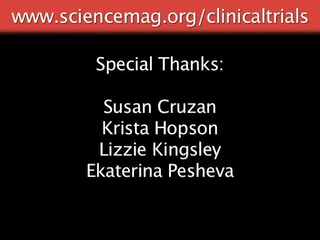 www.sciencemag.org/clinicaltrials
Special Thanks:
Susan Cruzan
Krista Hopson
Lizzie Kingsley
Ekaterina Pesheva